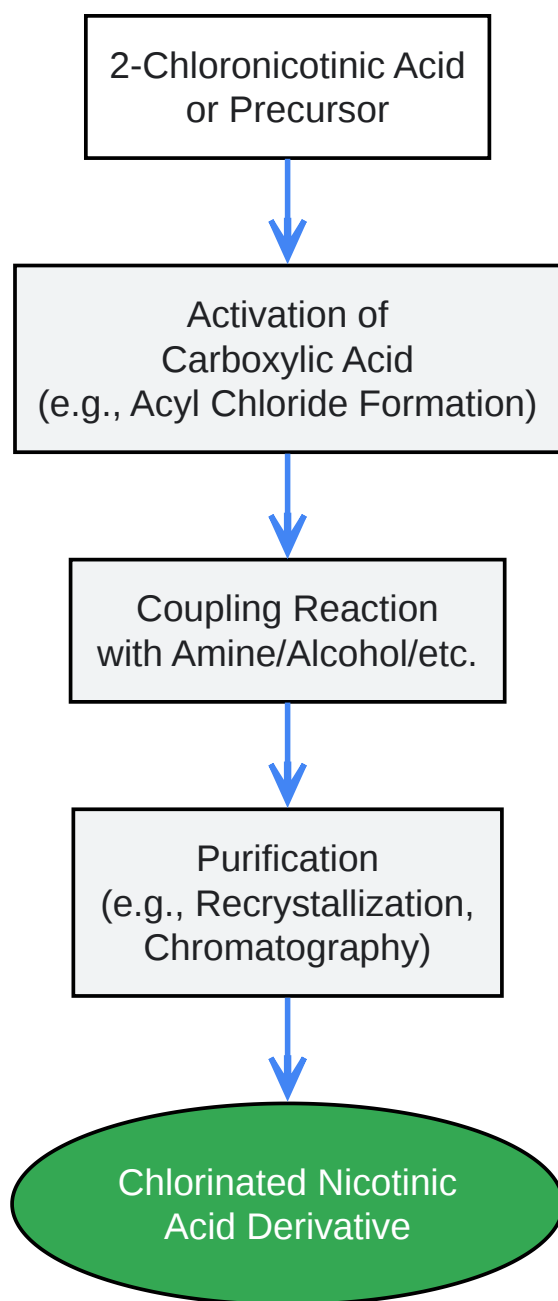 2-Chloronicotinic Acid
or Precursor
Activation of
Carboxylic Acid
(e.g., Acyl Chloride Formation)
Coupling Reaction
with Amine/Alcohol/etc.
Purification
(e.g., Recrystallization,
Chromatography)
Chlorinated Nicotinic
Acid Derivative